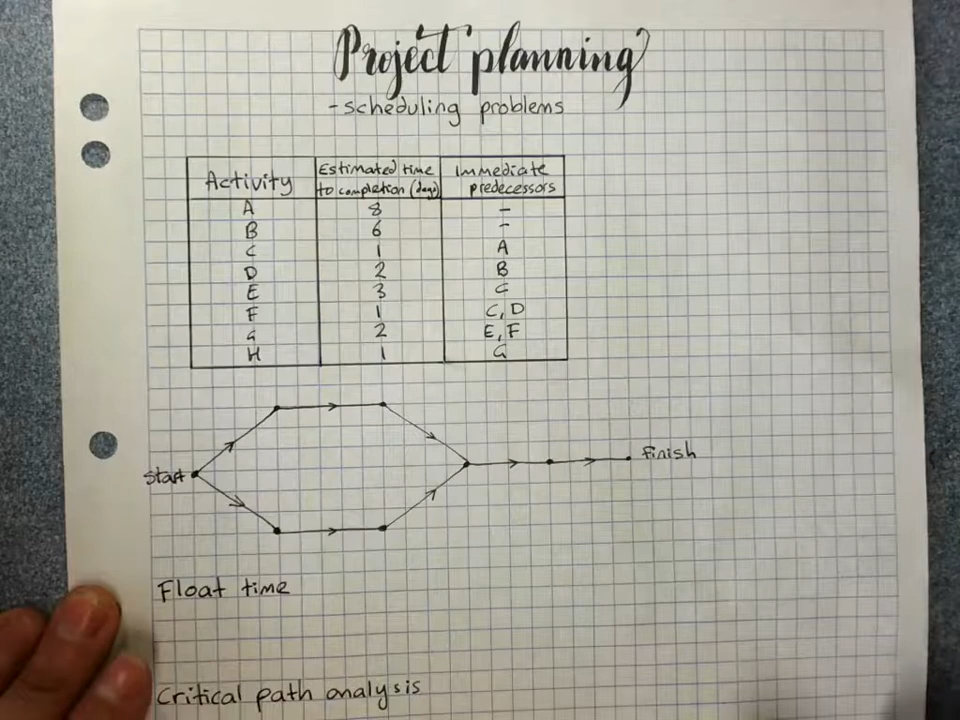 Project planning
-scheduling problems
Activity Estimated time to completion (days) Immediate predecessors
A 8 -
B 6 -
C 1 A
D 2 B
E 3 C
F 1 C, D
G 2 E, F
H 1 G
Start
Finish
Float time
Critical path analysis